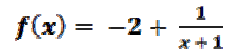 f(x) = −2 + 1/(x+1)